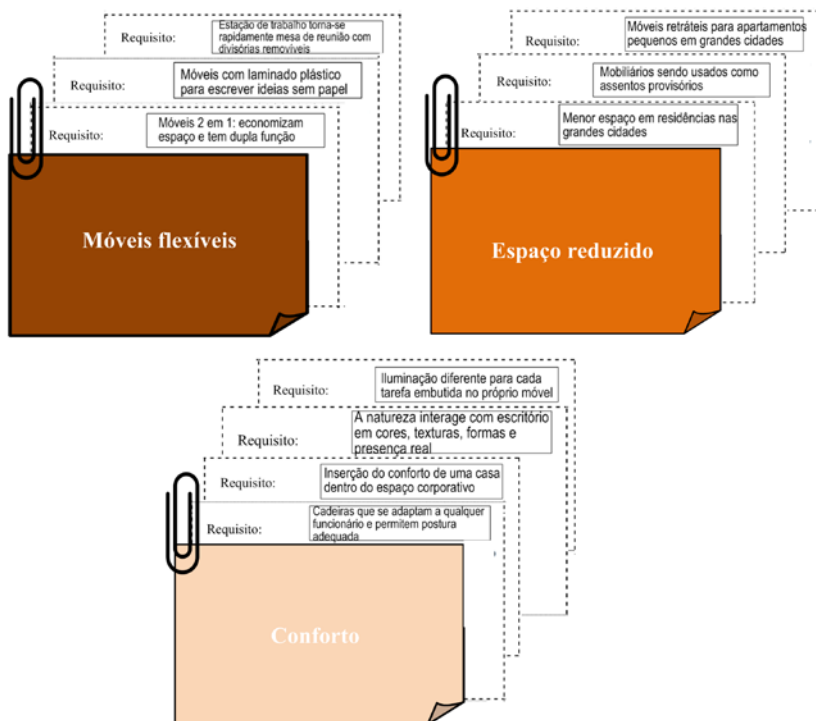 Requisito:
Estação de trabalho torna-se
rapidamente mesa de reunião com
divisórias removíveis
Requisito:
Móveis com laminado plástico
para escrever ideias sem papel
Requisito:
Móveis 2 em 1: economizam
espaço e tem dupla função
Móveis flexíveis
Requisito:
Móveis retráteis para apartamentos
pequenos em grandes cidades
Requisito:
Mobiliários sendo usados como
assentos provisórios
Requisito:
Menor espaço em residências nas
grandes cidades
Espaço reduzido
Requisito:
Iluminação diferente para cada
tarefa embutida no próprio móvel
Requisito:
A natureza interage com escritório
em cores, texturas, formas e
presença real
Requisito:
Inserção do conforto de uma casa
dentro do espaço corporativo
Requisito:
Cadeiras que se adaptam a qualquer
funcionário e permitem postura
adequada
Conforto